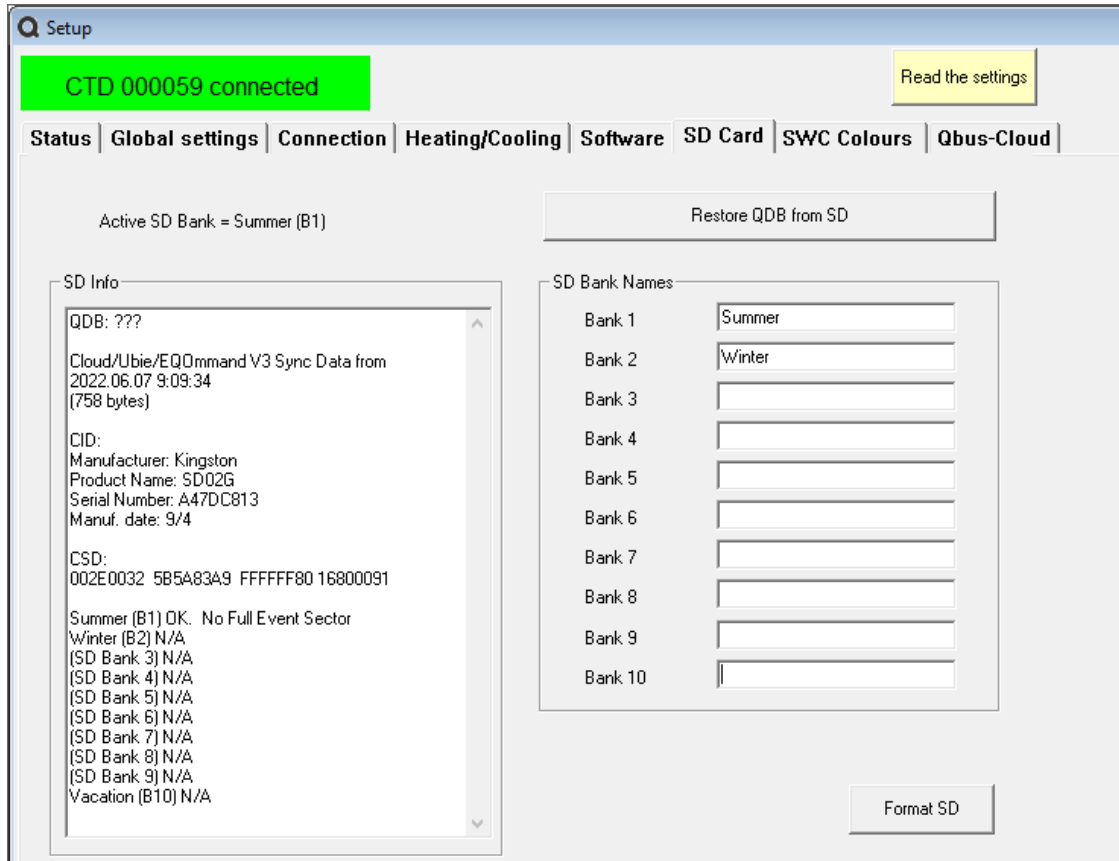 Setup
CTD 000059 connected
Read the settings
Status Global settings Connection Heating/Cooling Software SD Card SWC Colours Qbus-Cloud
Active SD Bank = Summer (B1)
Restore QDB from SD
SD Info
QDB: ???
Cloud/Ubie/EQOmmand V3 Sync Data from
2022.06.07 9:09:34
(758 bytes)
CID:
Manufacturer: Kingston
Product Name: SD02G
Serial Number: A47DC813
Manuf. date: 9/4
CSD:
002E0032 5B5A83A9 FFFFFF80 16800091
Summer (B1) OK. No Full Event Sector
Winter (B2) N/A
(SD Bank 3) N/A
(SD Bank 4) N/A
(SD Bank 5) N/A
(SD Bank 6) N/A
(SD Bank 7) N/A
(SD Bank 8) N/A
(SD Bank 9) N/A
Vacation (B10) N/A
SD Bank Names
Bank 1 Summer
Bank 2 Winter
Bank 3
Bank 4
Bank 5
Bank 6
Bank 7
Bank 8
Bank 9
Bank 10
Format SD